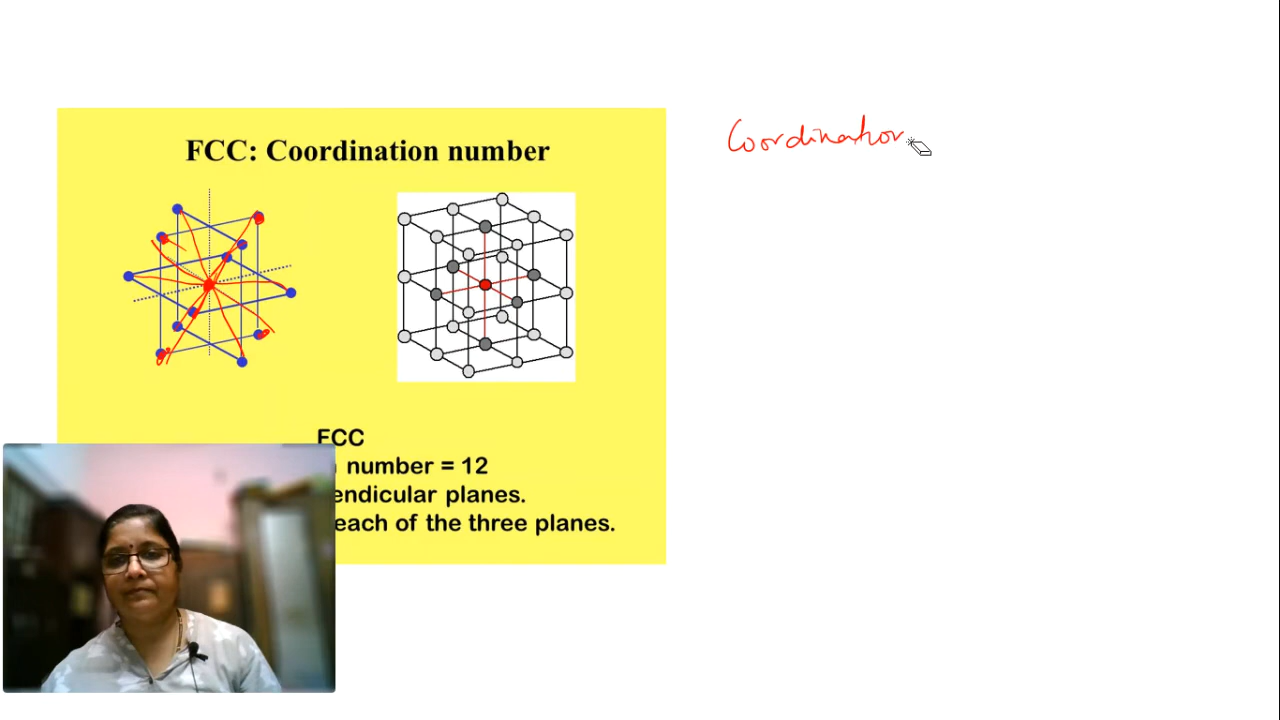 FCC: Coordination number
Coordination
FCC
number = 12
endicular planes.
each of the three planes.